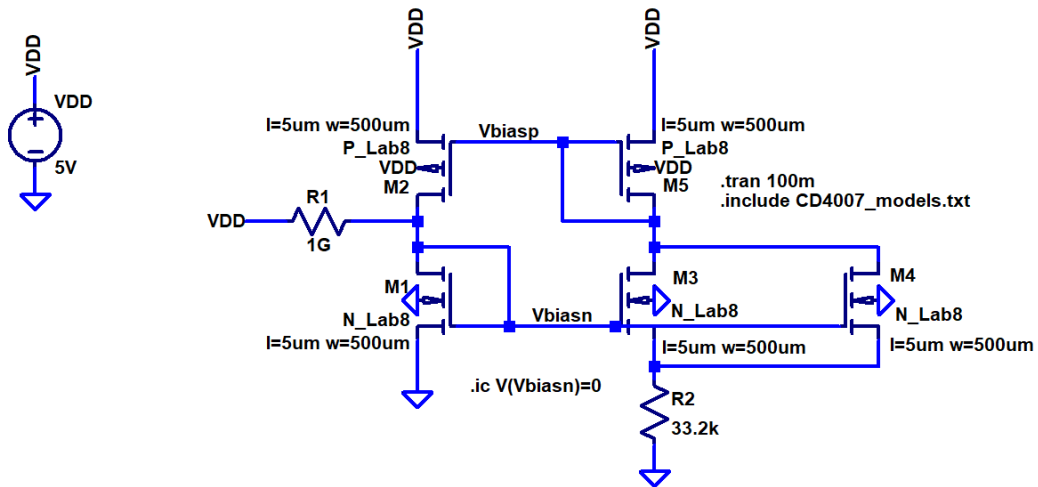 VDD
VDD
5V
VDD
VDD
l=5um w=500um
P_Lab8
VDD
M2
Vbiasp
l=5um w=500um
P_Lab8
VDD
M5
.tran 100m
.include CD4007_models.txt
VDD
R1
1G
M1
N_Lab8
l=5um w=500um
Vbiasn
M3
N_Lab8
l=5um w=500um
M4
N_Lab8
l=5um w=500um
.ic V(Vbiasn)=0
R2
33.2k